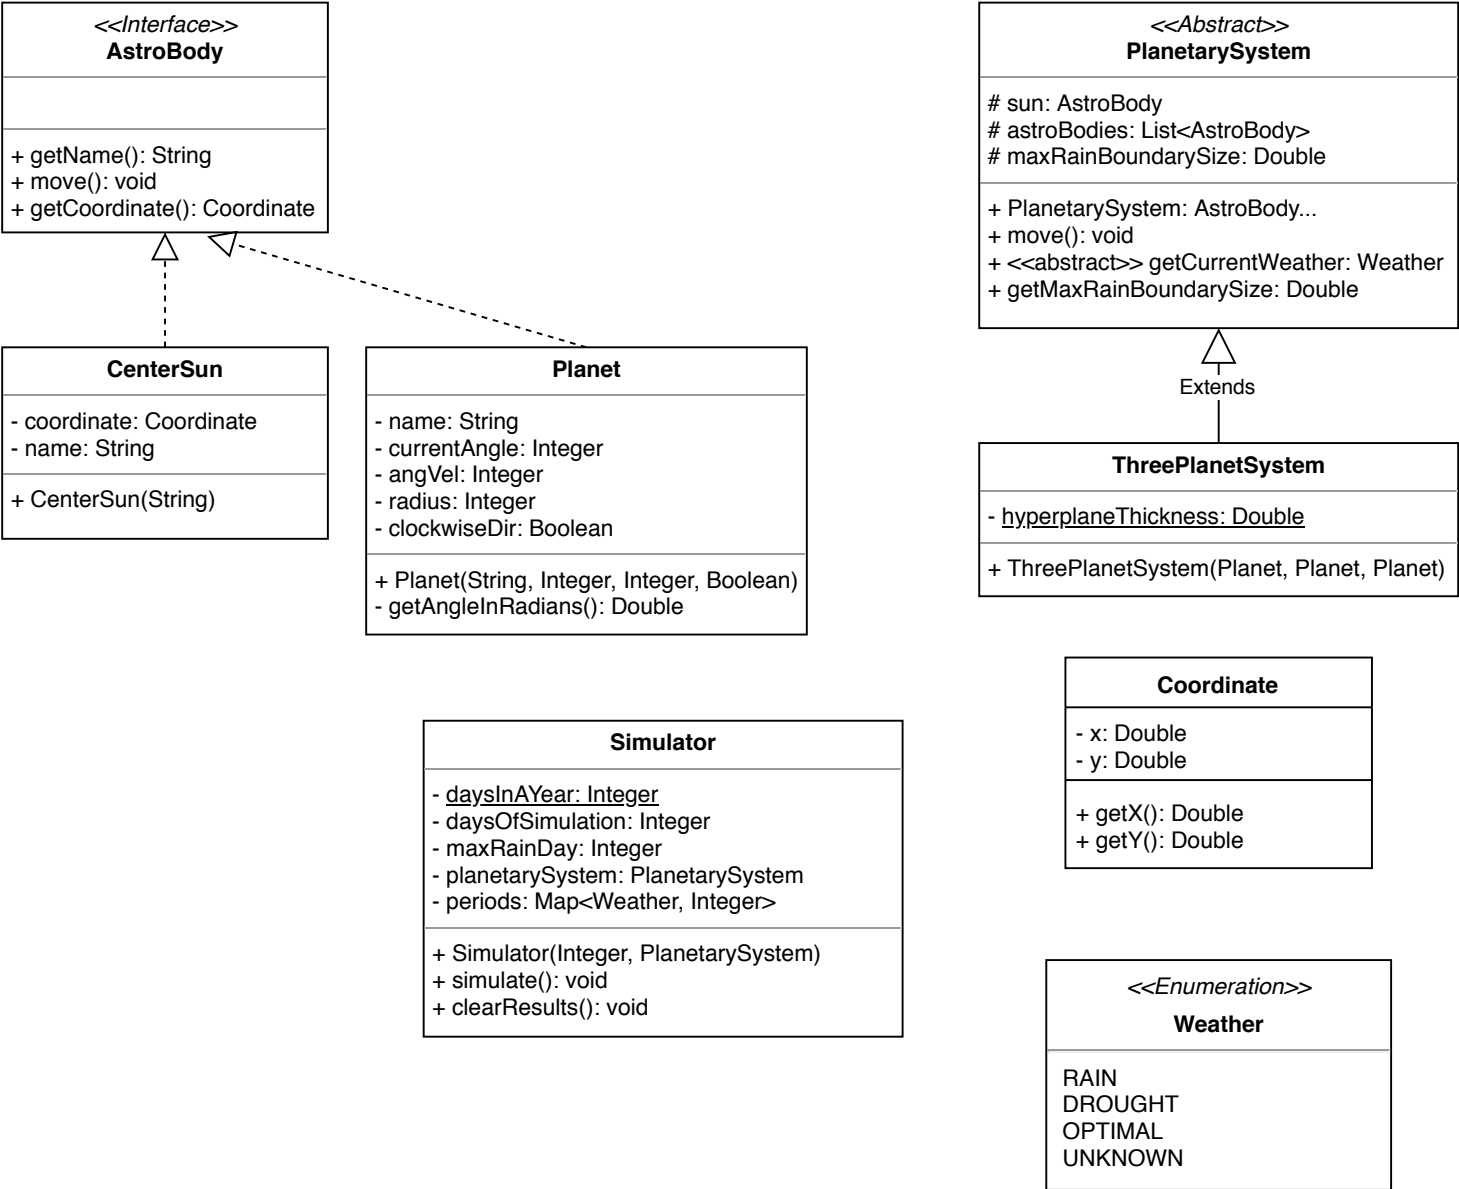 <<Interface>>
AstroBody
+ getName(): String
+ move(): void
+ getCoordinate(): Coordinate
<<Abstract>>
PlanetarySystem
# sun: AstroBody
# astroBodies: List<AstroBody>
# maxRainBoundarySize: Double
+ PlanetarySystem: AstroBody...
+ move(): void
+ <<abstract>> getCurrentWeather: Weather
+ getMaxRainBoundarySize: Double
Extends
CenterSun
- coordinate: Coordinate
- name: String
+ CenterSun(String)
Planet
- name: String
- currentAngle: Integer
- angVel: Integer
- radius: Integer
- clockwiseDir: Boolean
+ Planet(String, Integer, Integer, Boolean)
- getAngleInRadians(): Double
ThreePlanetSystem
- hyperplaneThickness: Double
+ ThreePlanetSystem(Planet, Planet, Planet)
Coordinate
- x: Double
- y: Double
+ getX(): Double
+ getY(): Double
Simulator
- daysInAYear: Integer
- daysOfSimulation: Integer
- maxRainDay: Integer
- planetarySystem: PlanetarySystem
- periods: Map<Weather, Integer>
+ Simulator(Integer, PlanetarySystem)
+ simulate(): void
+ clearResults(): void
<<Enumeration>>
Weather
RAIN
DROUGHT
OPTIMAL
UNKNOWN